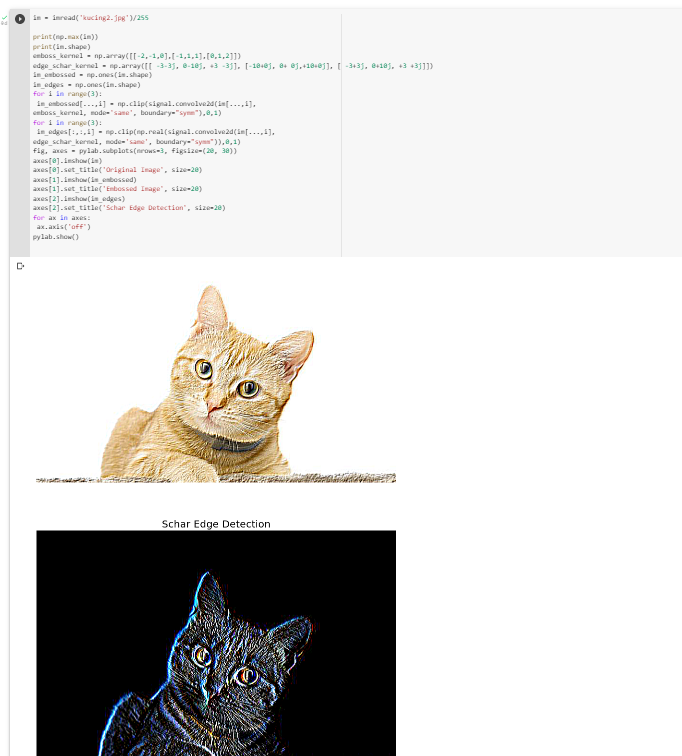 im = imread('kucing2.jpg')/255
print(np.max(im))
print(im.shape)
emboss_kernel = np.array([[-2,-1,0],[-1,1,1],[0,1,2]])
edge_schar_kernel = np.array([[ -3-3j, 0-10j, +3 -3j], [-10+0j, 0+ 0j,+10+0j], [ -3+3j, 0+10j, +3 +3j]])
im_embossed = np.ones(im.shape)
im_edges = np.ones(im.shape)
for i in range(3):
im_embossed[...,i] = np.clip(signal.convolve2d(im[...,i],
emboss_kernel, mode='same', boundary="symm"),0,1)
for i in range(3):
im_edges[:,:,i] = np.clip(np.real(signal.convolve2d(im[...,i],
edge_schar_kernel, mode='same', boundary="symm")),0,1)
fig, axes = pylab.subplots(nrows=3, figsize=(20, 30))
axes[0].imshow(im)
axes[0].set_title('Original Image', size=20)
axes[1].imshow(im_embossed)
axes[1].set_title('Embossed Image', size=20)
axes[2].imshow(im_edges)
axes[2].set_title('Schar Edge Detection', size=20)
for ax in axes:
ax.axis('off')
pylab.show()
Schar Edge Detection